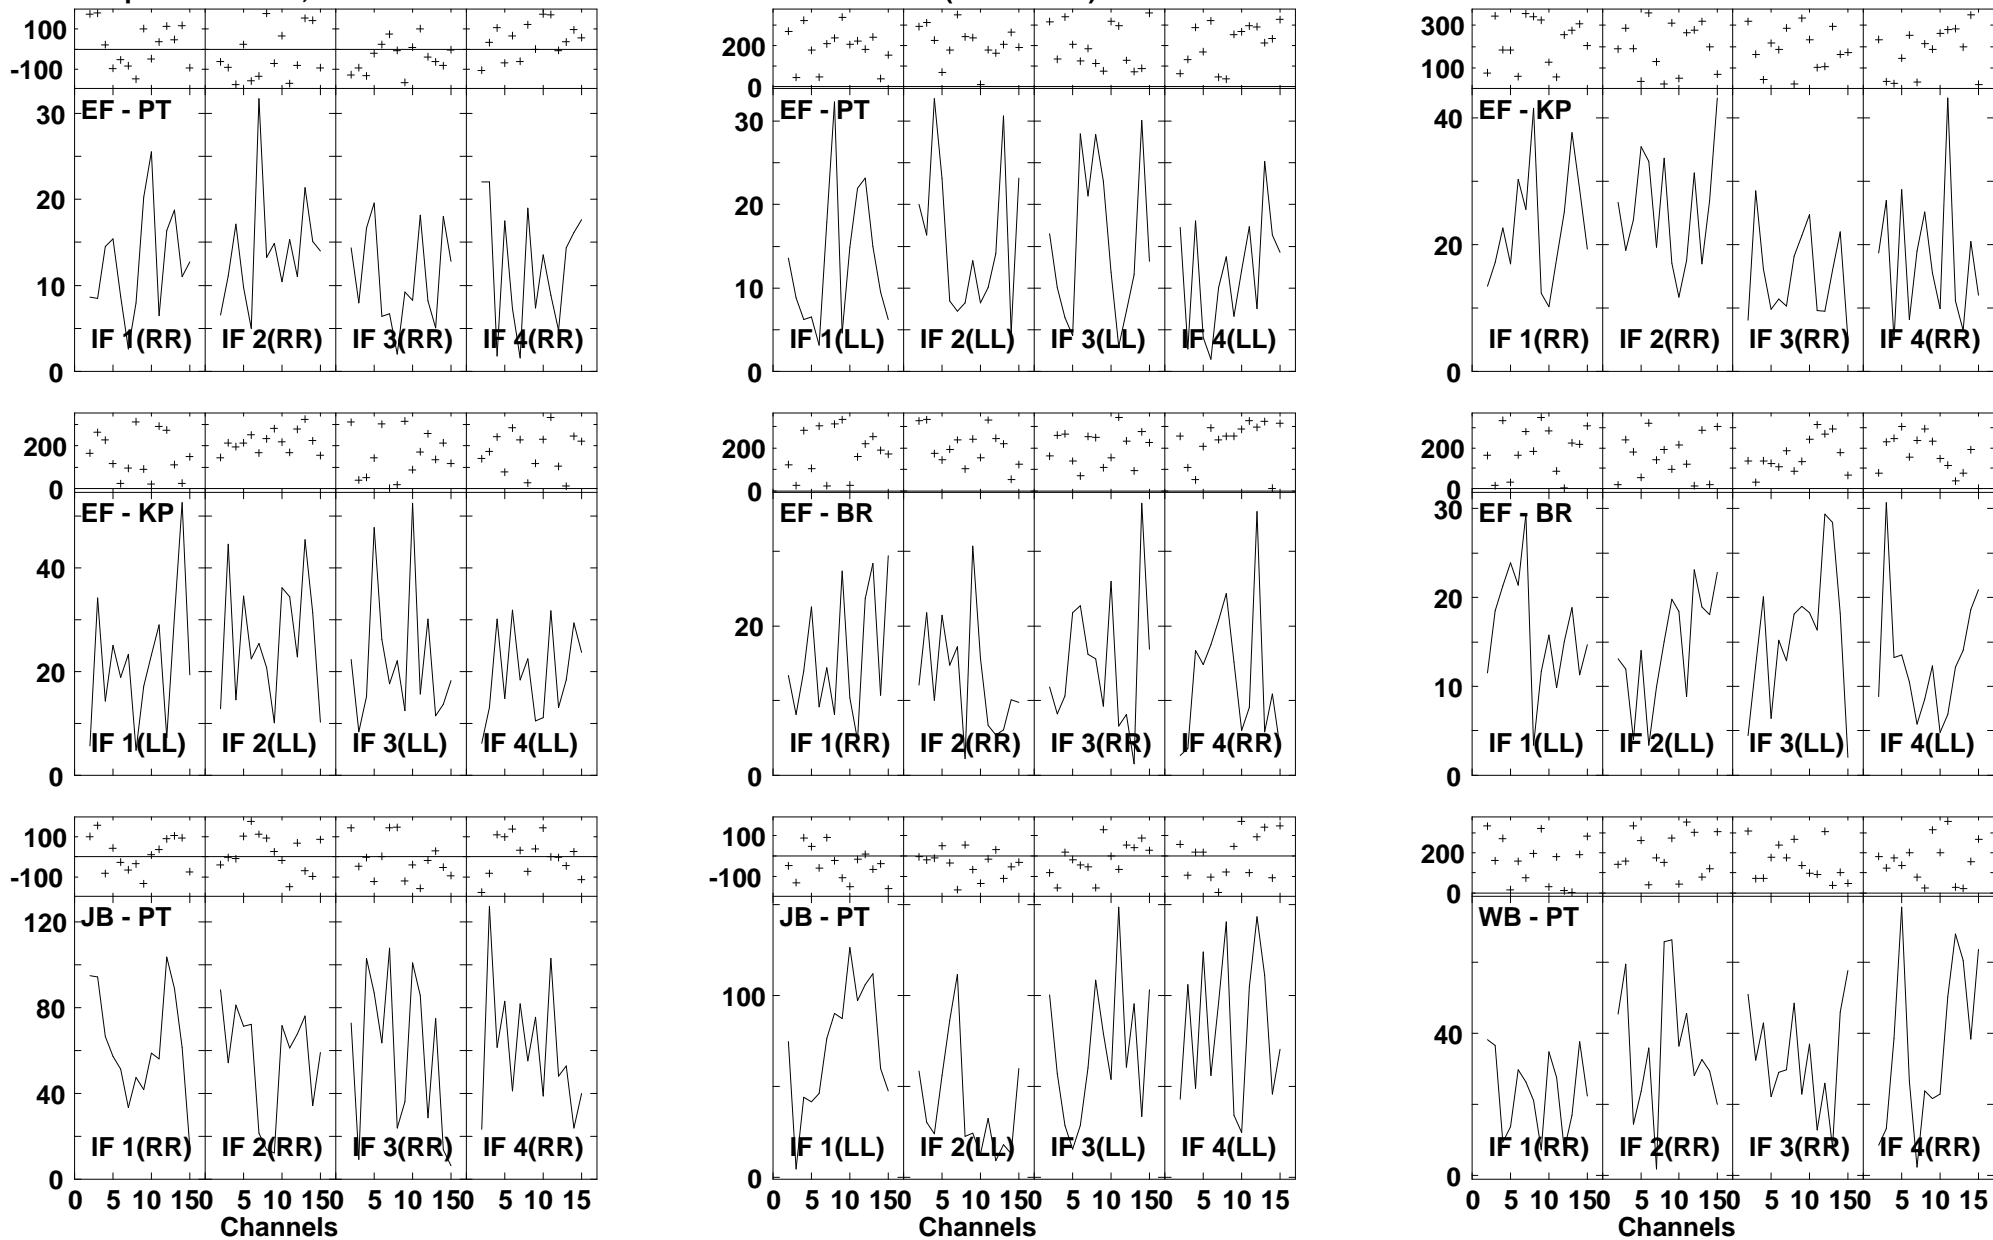 100
-100
EF - PT
30
20
10
0
IF 1(RR) IF 2(RR) IF 3(RR) IF 4(RR)
200
0
EF - PT
30
20
10
0
IF 1(LL) IF 2(LL) IF 3(LL) IF 4(LL)
300
100
EF - KP
40
20
0
IF 1(RR) IF 2(RR) IF 3(RR) IF 4(RR)
200
0
EF - KP
40
20
0
IF 1(LL) IF 2(LL) IF 3(LL) IF 4(LL)
200
0
EF - BR
20
0
IF 1(RR) IF 2(RR) IF 3(RR) IF 4(RR)
200
0
EF - BR
30
20
10
0
IF 1(LL) IF 2(LL) IF 3(LL) IF 4(LL)
100
-100
JB - PT
120
80
40
0
IF 1(RR) IF 2(RR) IF 3(RR) IF 4(RR)
0 5 10 150 5 10 150 5 10 150 5 10 15
Channels
100
-100
JB - PT
100
0
IF 1(LL) IF 2(LL) IF 3(LL) IF 4(LL)
0 5 10 150 5 10 150 5 10 150 5 10 15
Channels
200
0
WB - PT
40
0
IF 1(RR) IF 2(RR) IF 3(RR) IF 4(RR)
0 5 10 150 5 10 150 5 10 150 5 10 15
Channels